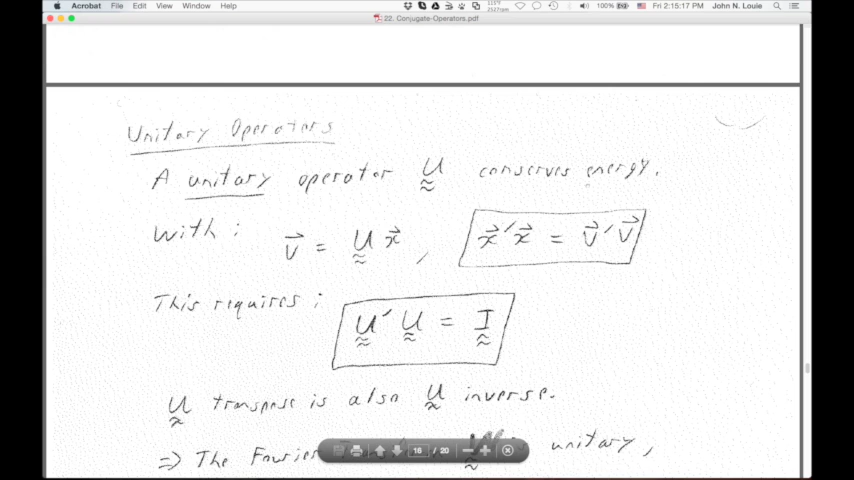 Acrobat File Edit View Window Help 100% Fri 2:15:17 PM John N. Louie
22. Conjugate-Operators.pdf
Unitary Operators
A unitary operator U conserves energy.
With: v⃗ = U x⃗ , x⃗′x⃗ = v⃗′v⃗
This requires: U′ U = I
U transpose is also U inverse.
16 / 20
⇒ The Fourier unitary,